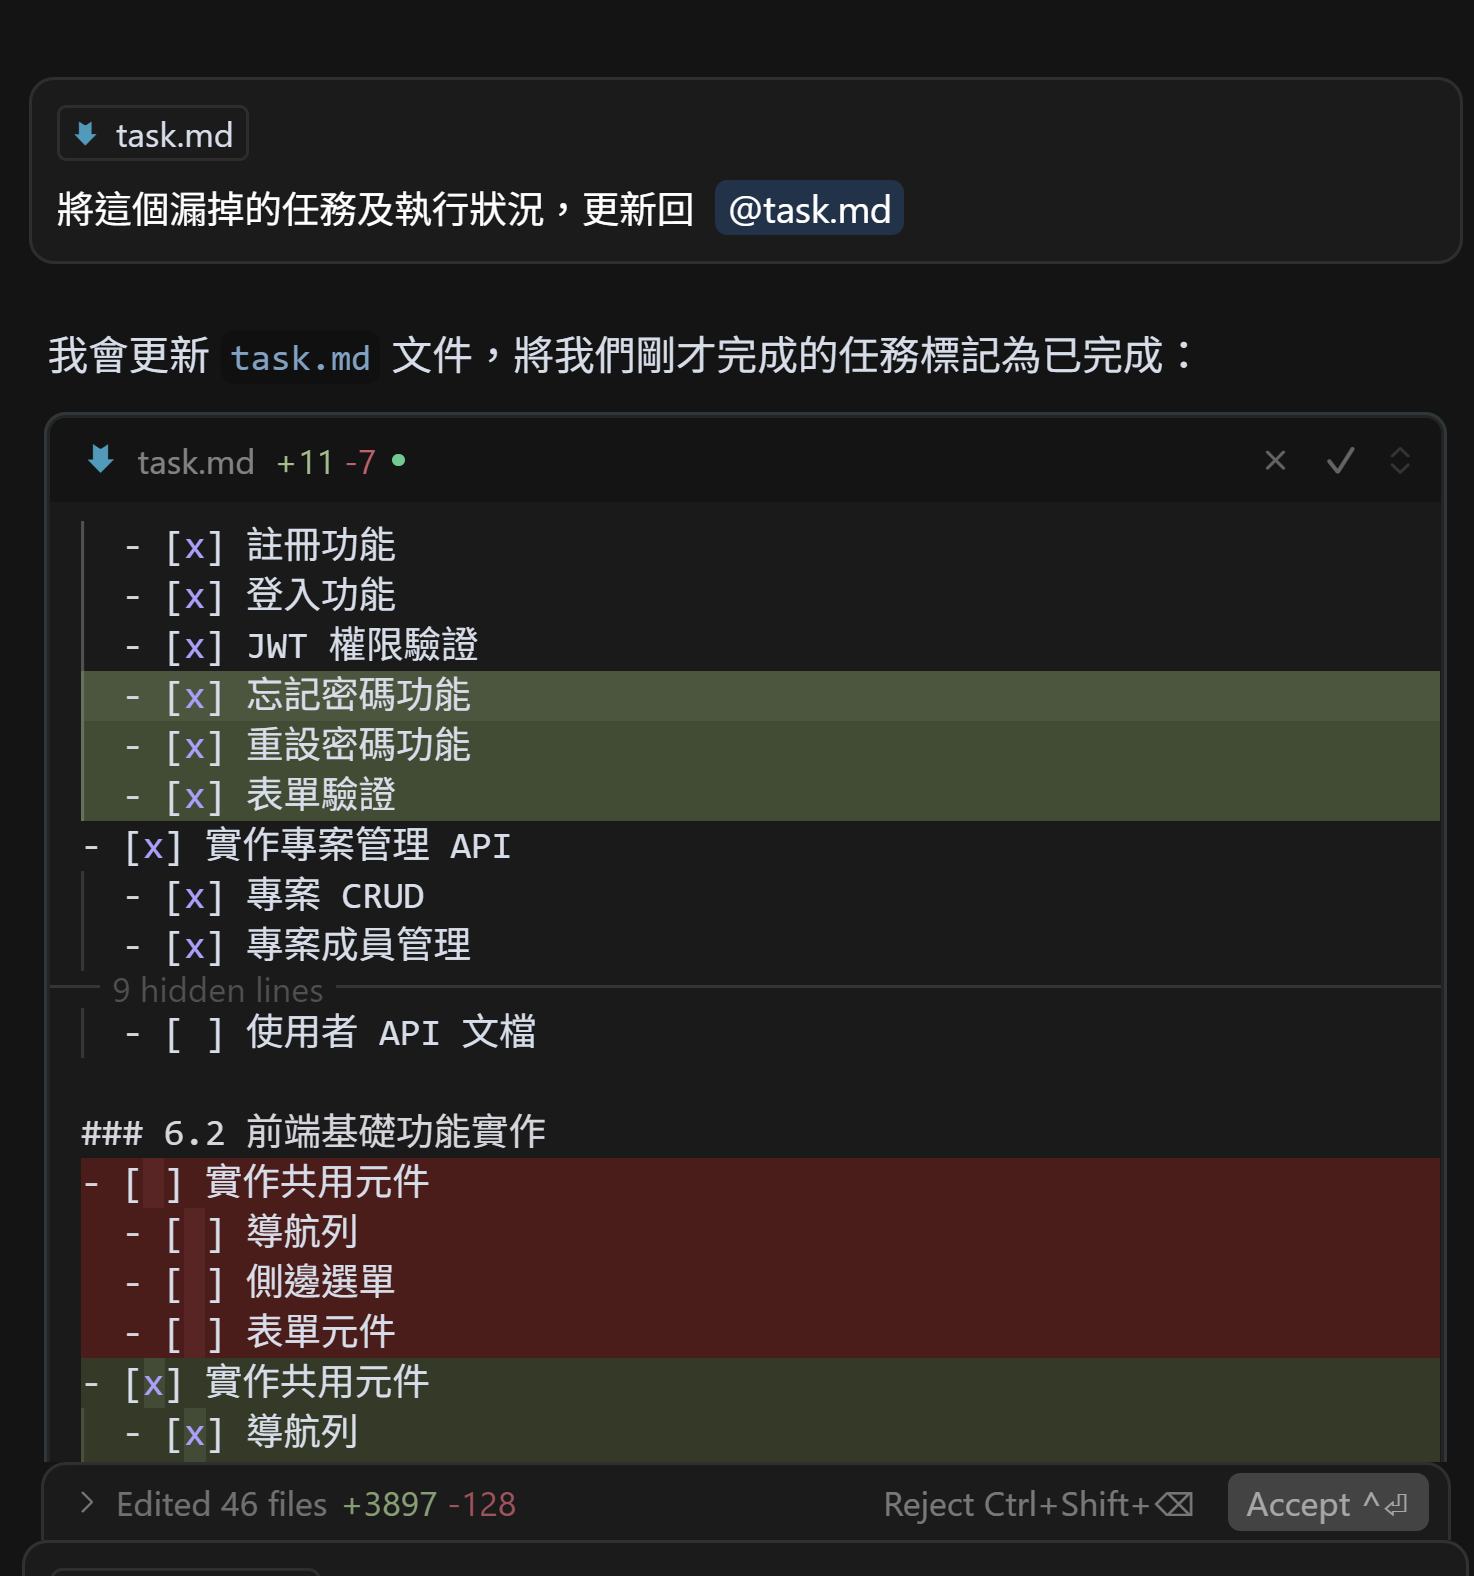 task.md
將這個漏掉的任務及執行狀況，更新回 @task.md
我會更新 task.md 文件，將我們剛才完成的任務標記為已完成：
task.md +11 -7
- [x] 註冊功能
- [x] 登入功能
- [x] JWT 權限驗證
- [x] 忘記密碼功能
- [x] 重設密碼功能
- [x] 表單驗證
- [x] 實作專案管理 API
- [x] 專案 CRUD
- [x] 專案成員管理
9 hidden lines
- [ ] 使用者 API 文檔
### 6.2 前端基礎功能實作
- [ ] 實作共用元件
- [ ] 導航列
- [ ] 側邊選單
- [ ] 表單元件
- [x] 實作共用元件
- [x] 導航列
> Edited 46 files +3897 -128 Reject Ctrl+Shift+⌫ Accept ^⏎